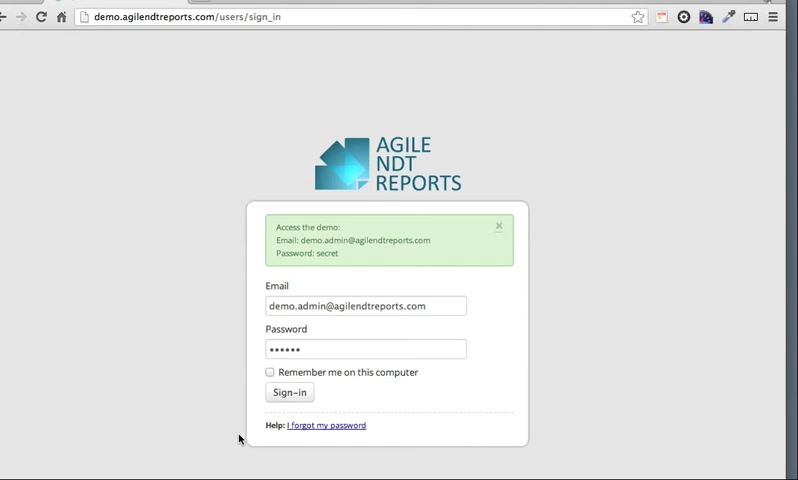 demo.agilendtreports.com/users/sign_in
AGILE
NDT
REPORTS
Access the demo:
Email: demo.admin@agilendtreports.com
Password: secret
Email
demo.admin@agilendtreports.com
Password
••••••
Remember me on this computer
Sign-in
Help: I forgot my password